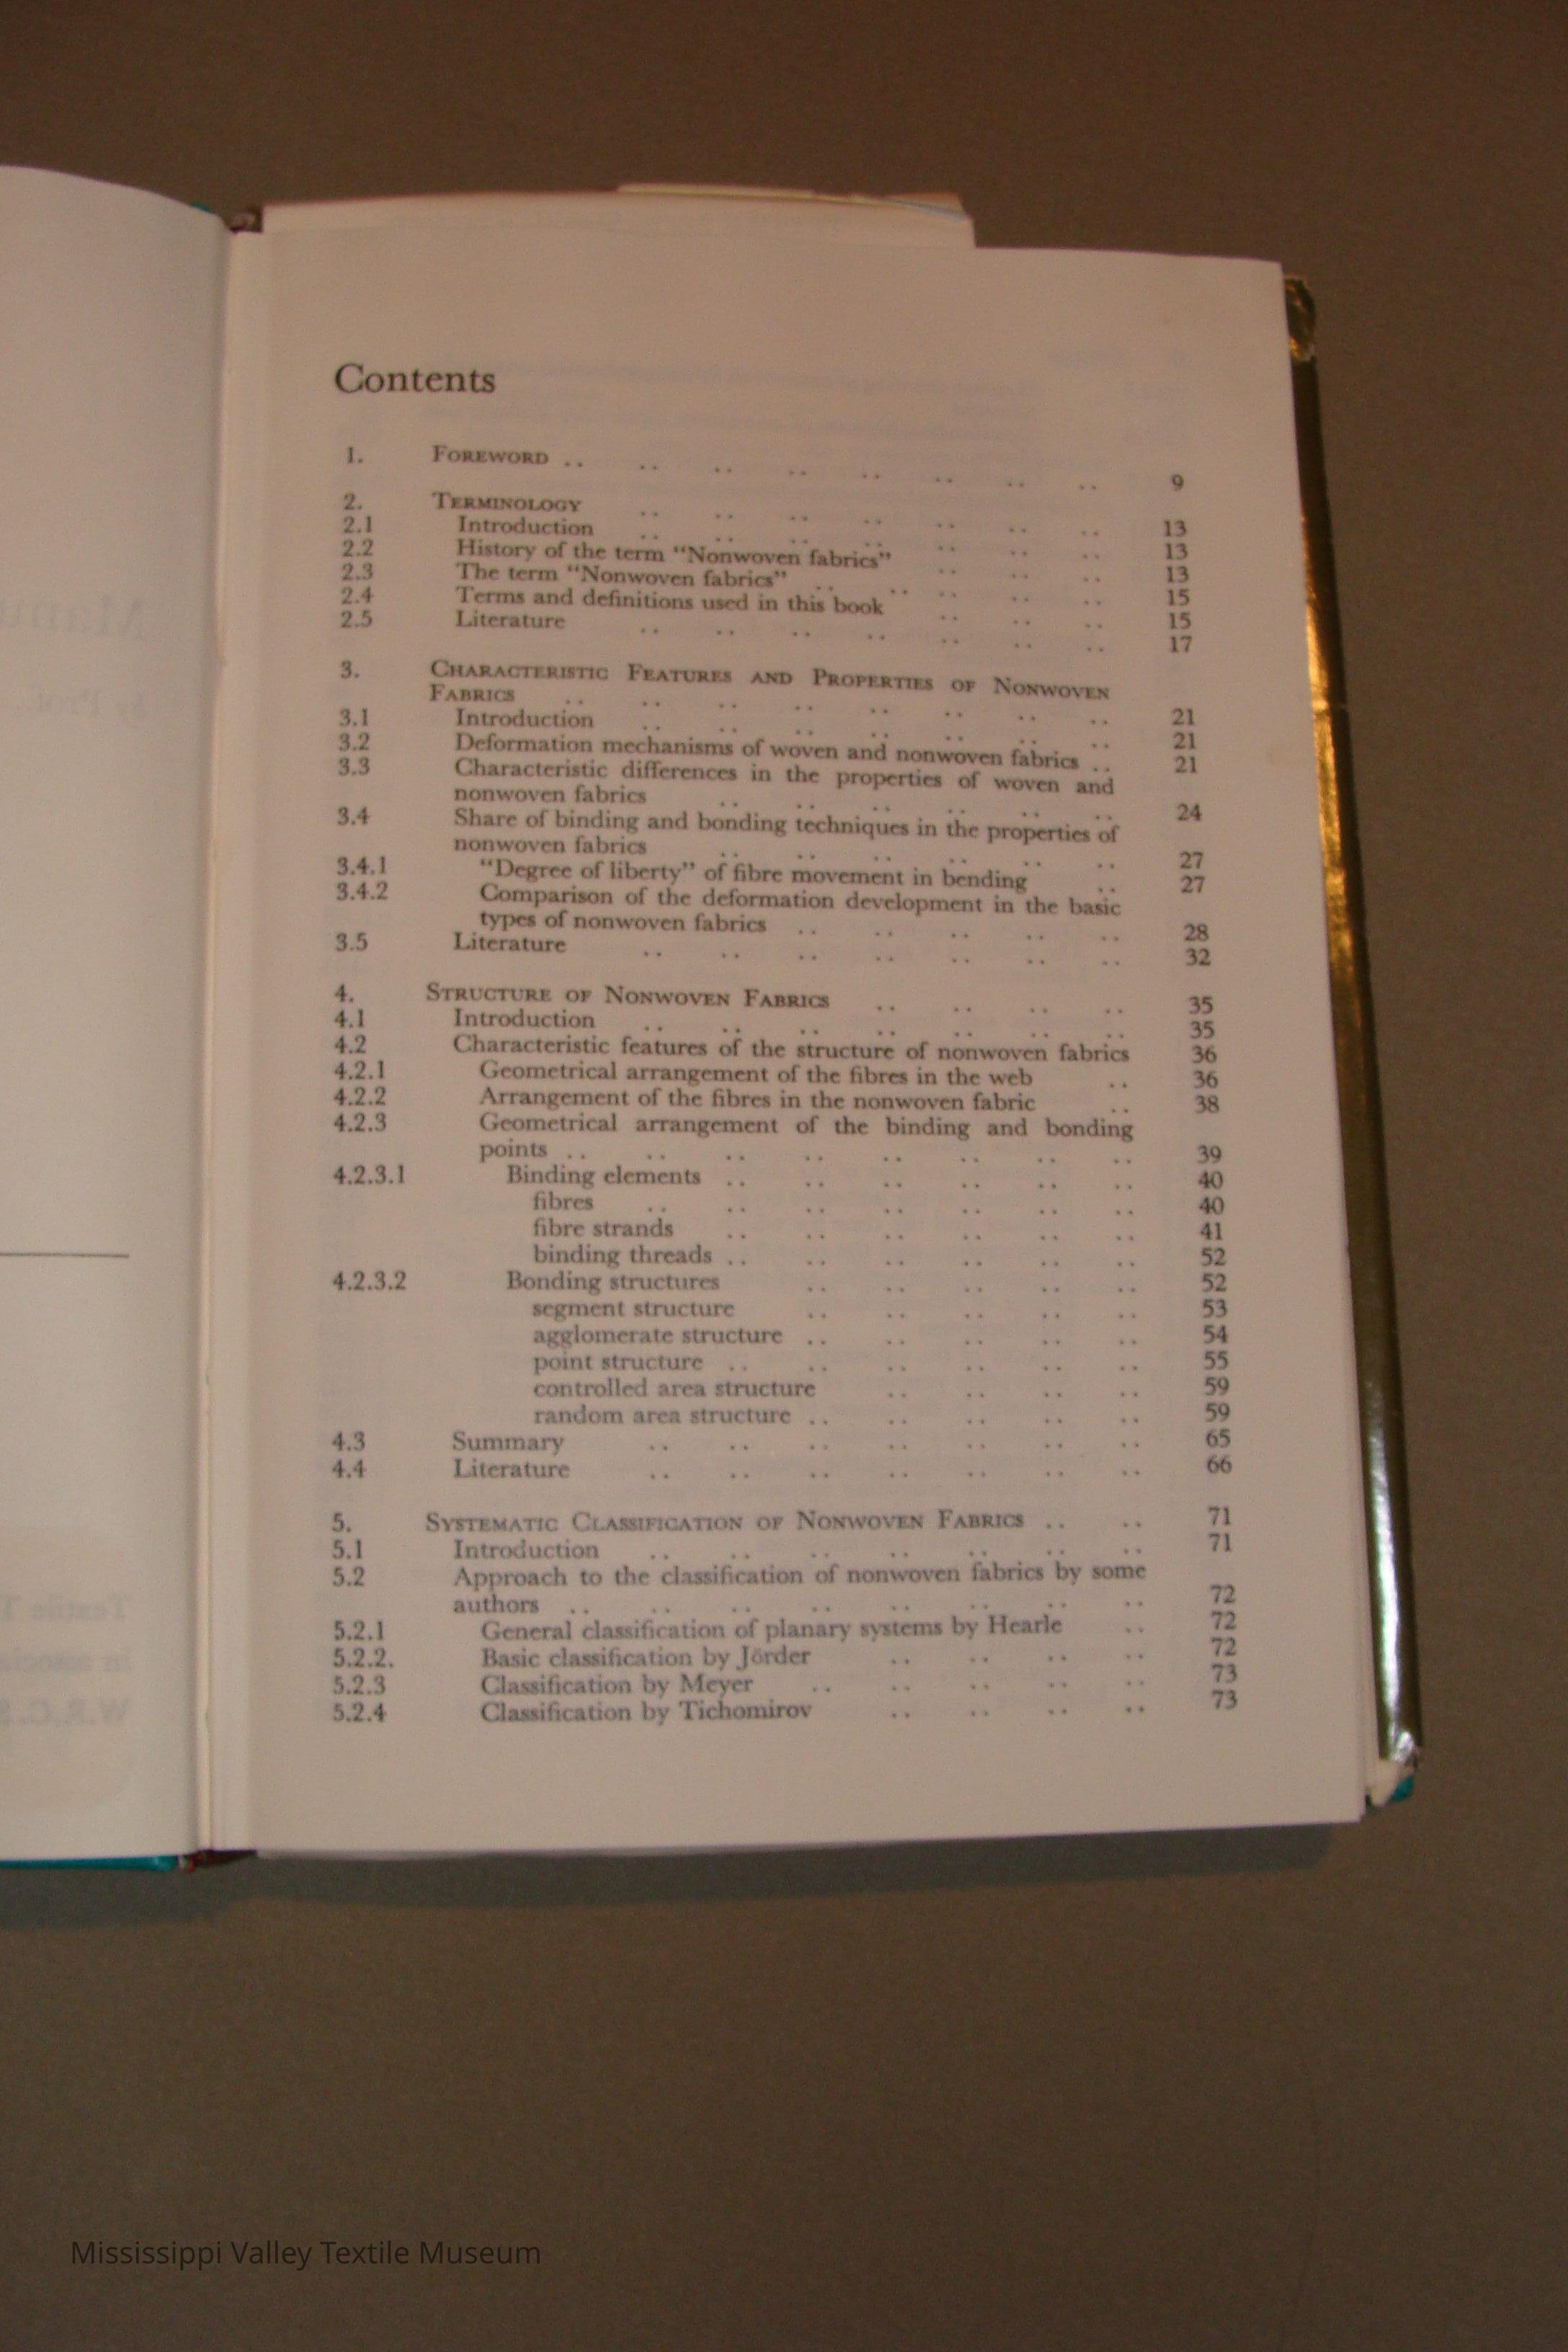 Contents
1. FOREWORD .. .. .. .. .. .. .. .. 9
2. TERMINOLOGY .. .. .. .. .. .. .. 13
2.1 Introduction .. .. .. .. .. .. .. 13
2.2 History of the term “Nonwoven fabrics” .. .. .. 13
2.3 The term “Nonwoven fabrics” .. .. .. .. .. 15
2.4 Terms and definitions used in this book .. .. .. 15
2.5 Literature .. .. .. .. .. .. .. 17
3. CHARACTERISTIC FEATURES AND PROPERTIES OF NONWOVEN
FABRICS .. .. .. .. .. .. .. .. 21
3.1 Introduction .. .. .. .. .. .. .. 21
3.2 Deformation mechanisms of woven and nonwoven fabrics .. 21
3.3 Characteristic differences in the properties of woven and
nonwoven fabrics .. .. .. .. .. .. 24
3.4 Share of binding and bonding techniques in the properties of
nonwoven fabrics .. .. .. .. .. .. 27
3.4.1 “Degree of liberty” of fibre movement in bending .. 27
3.4.2 Comparison of the deformation development in the basic
types of nonwoven fabrics .. .. .. .. .. 28
3.5 Literature .. .. .. .. .. .. .. 32
4. STRUCTURE OF NONWOVEN FABRICS .. .. .. .. 35
4.1 Introduction .. .. .. .. .. .. .. 35
4.2 Characteristic features of the structure of nonwoven fabrics 36
4.2.1 Geometrical arrangement of the fibres in the web .. 36
4.2.2 Arrangement of the fibres in the nonwoven fabric .. 38
4.2.3 Geometrical arrangement of the binding and bonding
points .. .. .. .. .. .. .. .. 39
4.2.3.1 Binding elements .. .. .. .. .. .. 40
fibres .. .. .. .. .. .. .. 40
fibre strands .. .. .. .. .. .. 41
binding threads .. .. .. .. .. .. 52
4.2.3.2 Bonding structures .. .. .. .. .. 52
segment structure .. .. .. .. .. 53
agglomerate structure .. .. .. .. .. 54
point structure .. .. .. .. .. .. 55
controlled area structure .. .. .. .. 59
random area structure .. .. .. .. .. 59
4.3 Summary .. .. .. .. .. .. .. 65
4.4 Literature .. .. .. .. .. .. .. 66
5. SYSTEMATIC CLASSIFICATION OF NONWOVEN FABRICS .. .. 71
5.1 Introduction .. .. .. .. .. .. .. 71
5.2 Approach to the classification of nonwoven fabrics by some
authors .. .. .. .. .. .. .. .. 72
5.2.1 General classification of planary systems by Hearle .. 72
5.2.2. Basic classification by Jörder .. .. .. .. 72
5.2.3 Classification by Meyer .. .. .. .. .. 73
5.2.4 Classification by Tichomirov .. .. .. .. 73
Mississippi Valley Textile Museum